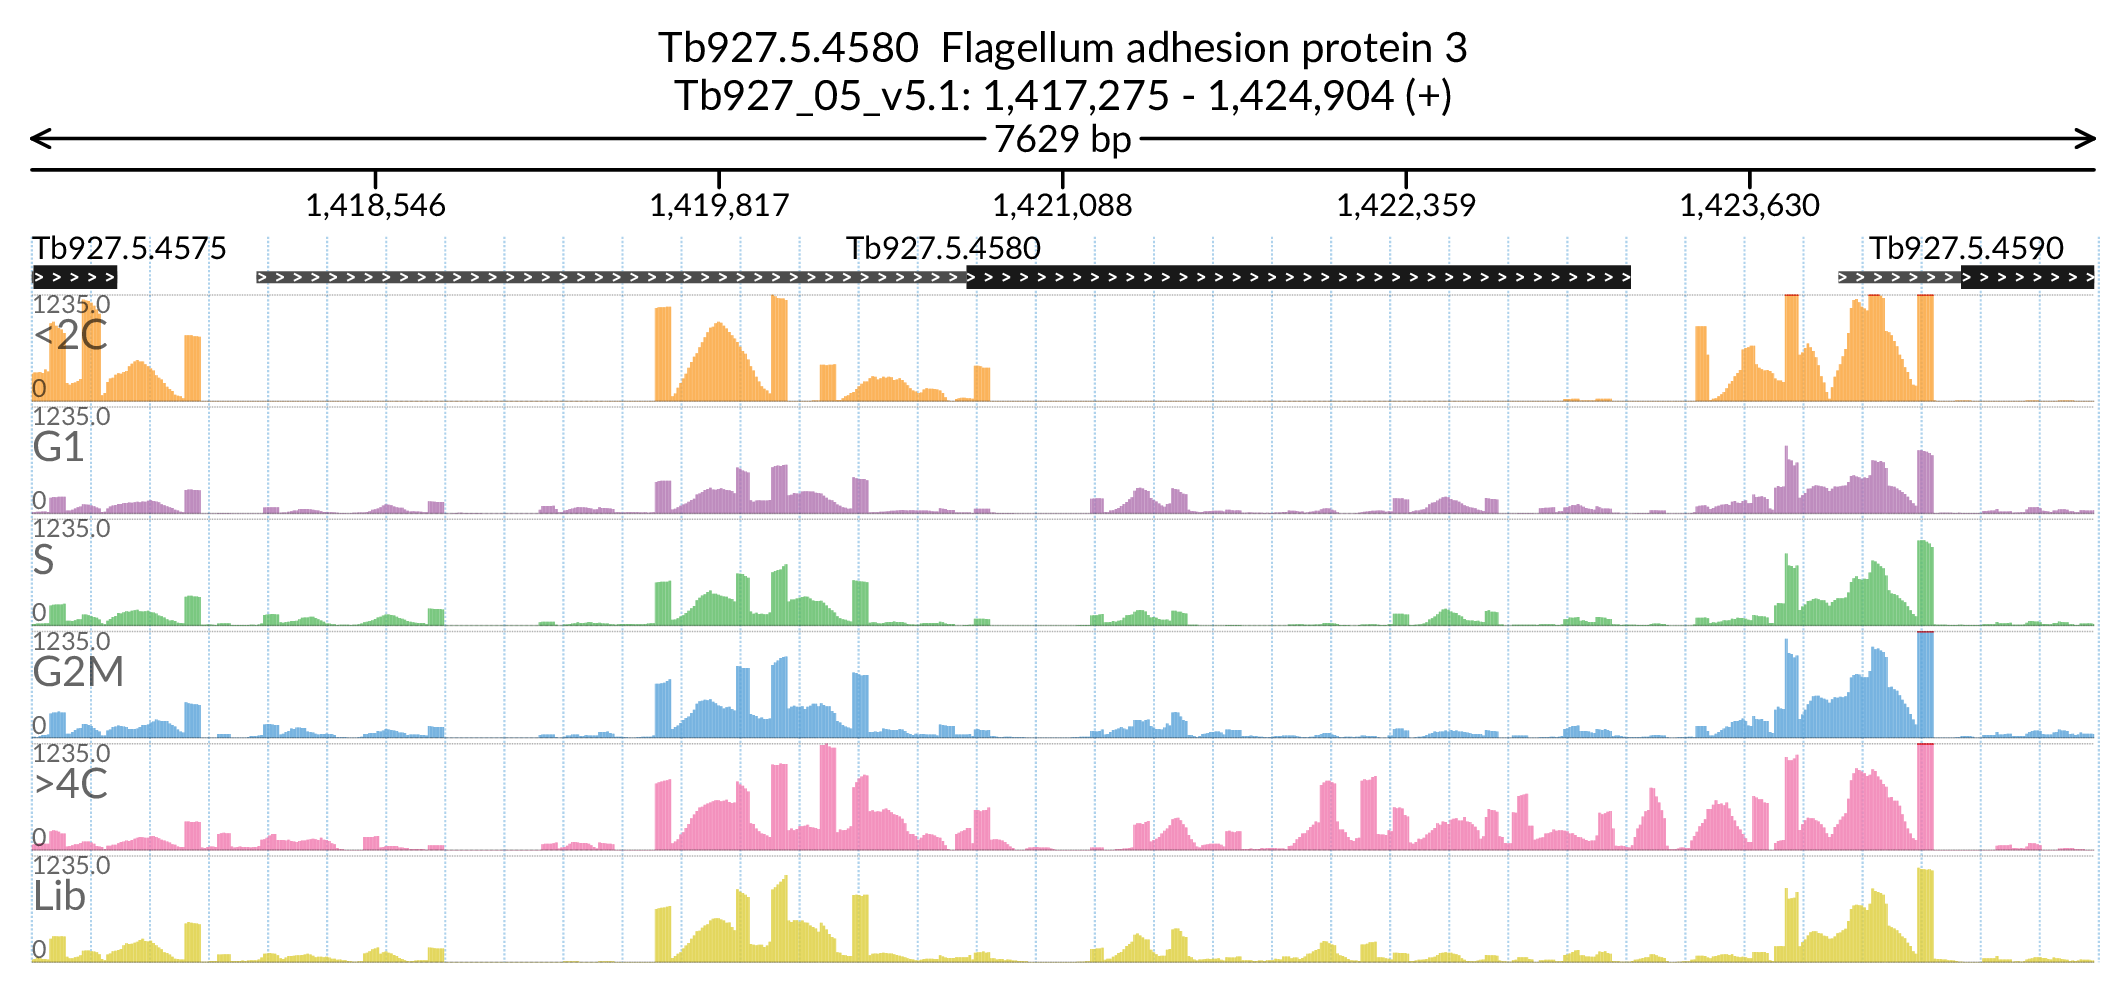 Tb927.5.4580 Flagellum adhesion protein 3
Tb927_05_v5.1: 1,417,275 - 1,424,904 (+)
7629 bp
1,418,546 1,419,817 1,421,088 1,422,359 1,423,630
Tb927.5.4575 Tb927.5.4580 Tb927.5.4590
1235.0
<2C
0
1235.0
G1
0
1235.0
S
0
1235.0
G2M
0
1235.0
>4C
0
1235.0
Lib
0